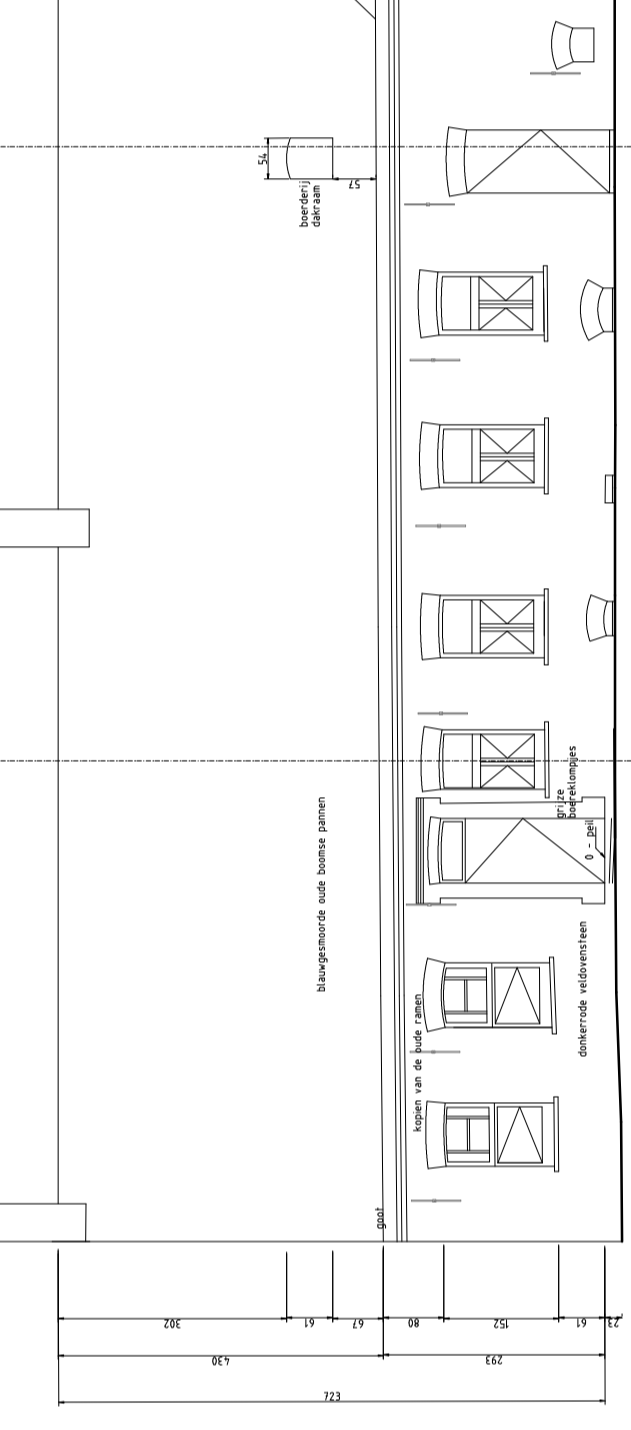 54
57
boerderij
dakraam
grijze
boereklompjes
0 - peil
blauwgesmoorde oude boomse pannen
donkerrode veldovensteen
kopien van de oude ramen
goot
302
61
67
80
152
61
23
430
293
723